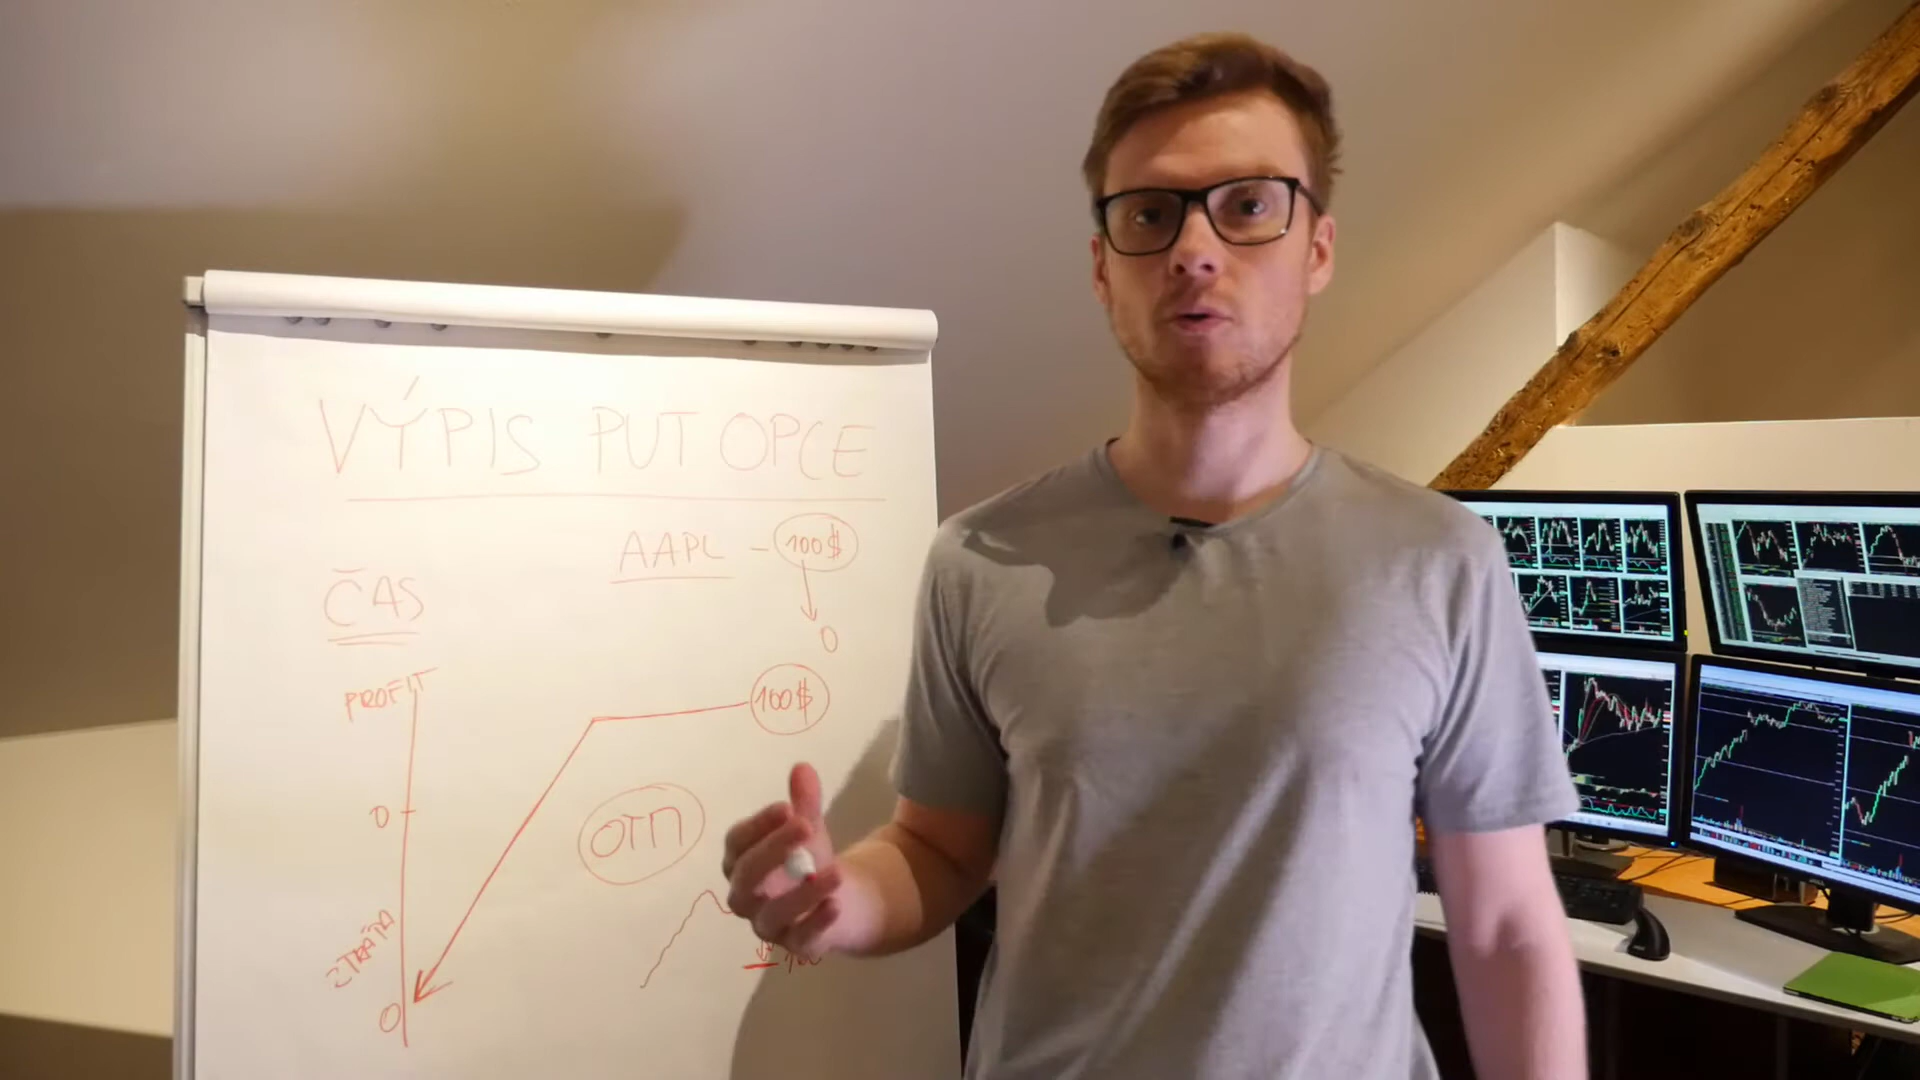 VÝPIS PUT OPCE
AAPL - 100$
0
ČAS
PROFIT
100$
0
OTM
ZTRÁTA
0